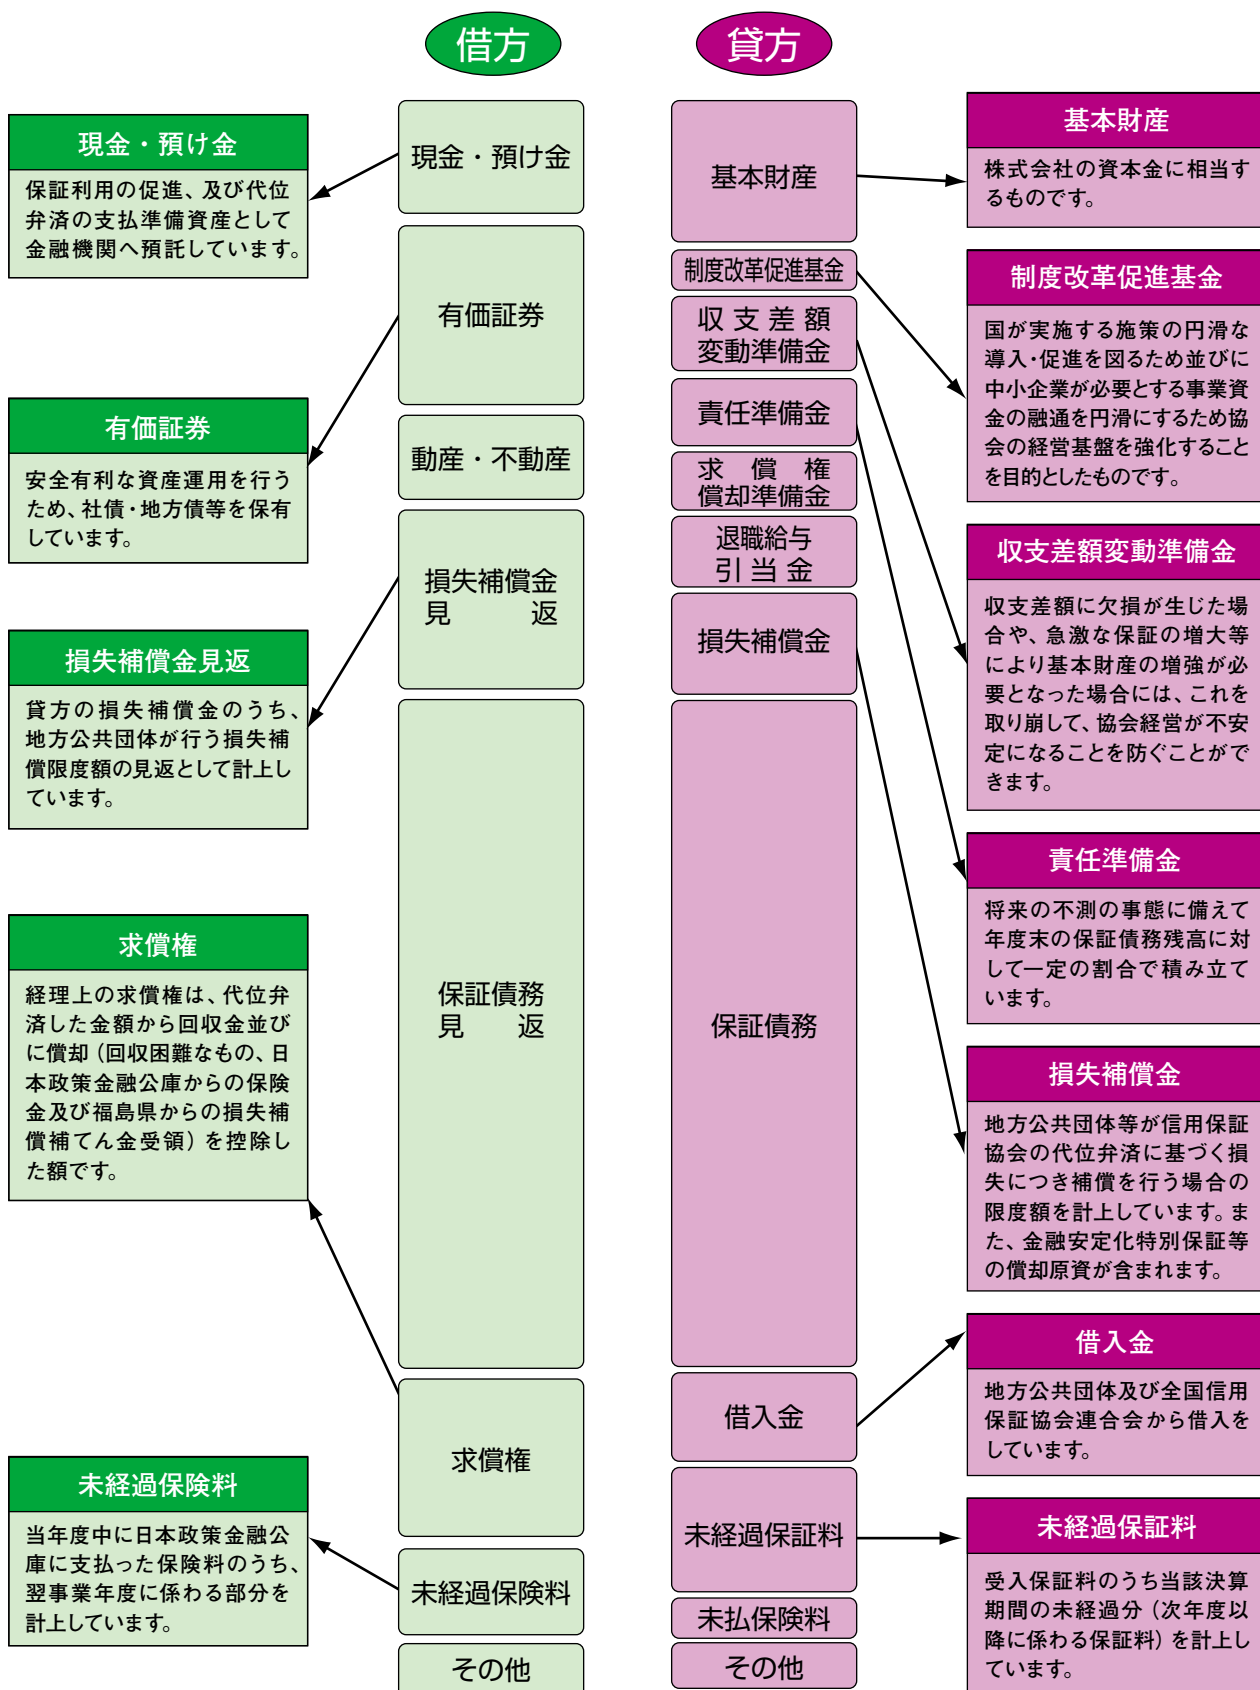 借方
現金・預け金
保証利用の促進、及び代位
弁済の支払準備資産として
金融機関へ預託しています。
有価証券
安全有利な資産運用を行う
ため、社債・地方債等を保有
しています。
損失補償金見返
貸方の損失補償金のうち、
地方公共団体が行う損失補
償限度額の見返として計上し
ています。
求償権
経理上の求償権は、代位弁
済した金額から回収金並び
に償却（回収困難なもの、日
本政策金融公庫からの保険
金及び福島県からの損失補
償補てん金受領）を控除し
た額です。
未経過保険料
当年度中に日本政策金融公
庫に支払った保険料のうち、
翌事業年度に係わる部分を
計上しています。
現金・預け金
有価証券
動産・不動産
損失補償金
見返
保証債務
見返
求償権
未経過保険料
その他
貸方
基本財産
制度改革促進基金
収支差額
変動準備金
責任準備金
求償権
償却準備金
退職給与
引当金
損失補償金
保証債務
借入金
未経過保証料
未払保険料
その他
基本財産
株式会社の資本金に相当す
るものです。
制度改革促進基金
国が実施する施策の円滑な
導入・促進を図るため並びに
中小企業が必要とする事業資
金の融通を円滑にするため協
会の経営基盤を強化すること
を目的としたものです。
収支差額変動準備金
収支差額に欠損が生じた場
合や、急激な保証の増大等
により基本財産の増強が必
要となった場合には、これを
取り崩して、協会経営が不安
定になることを防ぐことがで
きます。
責任準備金
将来の不測の事態に備えて
年度末の保証債務残高に対
して一定の割合で積み立て
います。
損失補償金
地方公共団体等が信用保証
協会の代位弁済に基づく損
失につき補償を行う場合の
限度額を計上しています。ま
た、金融安定化特別保証等
の償却原資が含まれます。
借入金
地方公共団体及び全国信用
保証協会連合会から借入を
しています。
未経過保証料
受入保証料のうち当該決算
期間の未経過分（次年度以
降に係わる保証料）を計上し
ています。